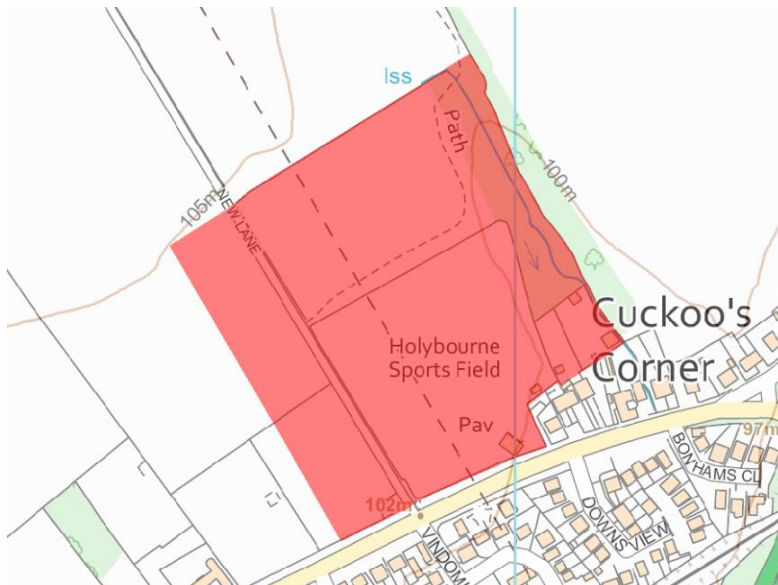 Iss
Path
100m
105m
NEW LANE
Holybourne
Sports Field
Cuckoo's
Corner
Pav
97m
102m
BONHAMS CL
DOWNS VIEW